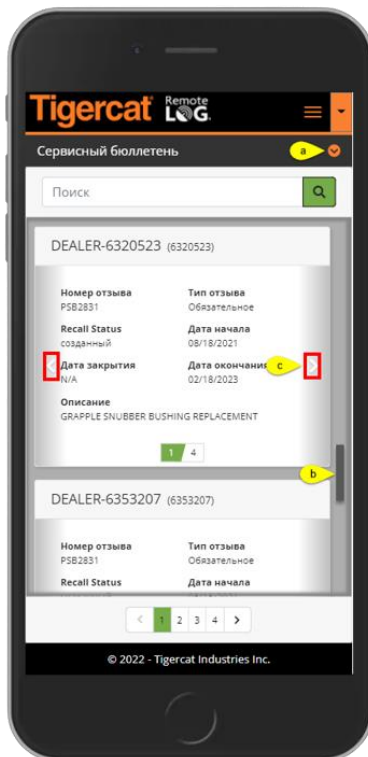 Tigercat Remote LOG.
Сервисный бюллетень a
Поиск
DEALER-6320523 (6320523)
Номер отзыва Тип отзыва
PSB2831 Обязательное
Recall Status Дата начала
созданный 08/18/2021
Дата закрытия Дата окончания c
N/A 02/18/2023
Описание
GRAPPLE SNUBBER BUSHING REPLACEMENT
1 4
b
DEALER-6353207 (6353207)
Номер отзыва Тип отзыва
PSB2831 Обязательное
Recall Status Дата начала
< 1 2 3 4 >
© 2022 - Tigercat Industries Inc.